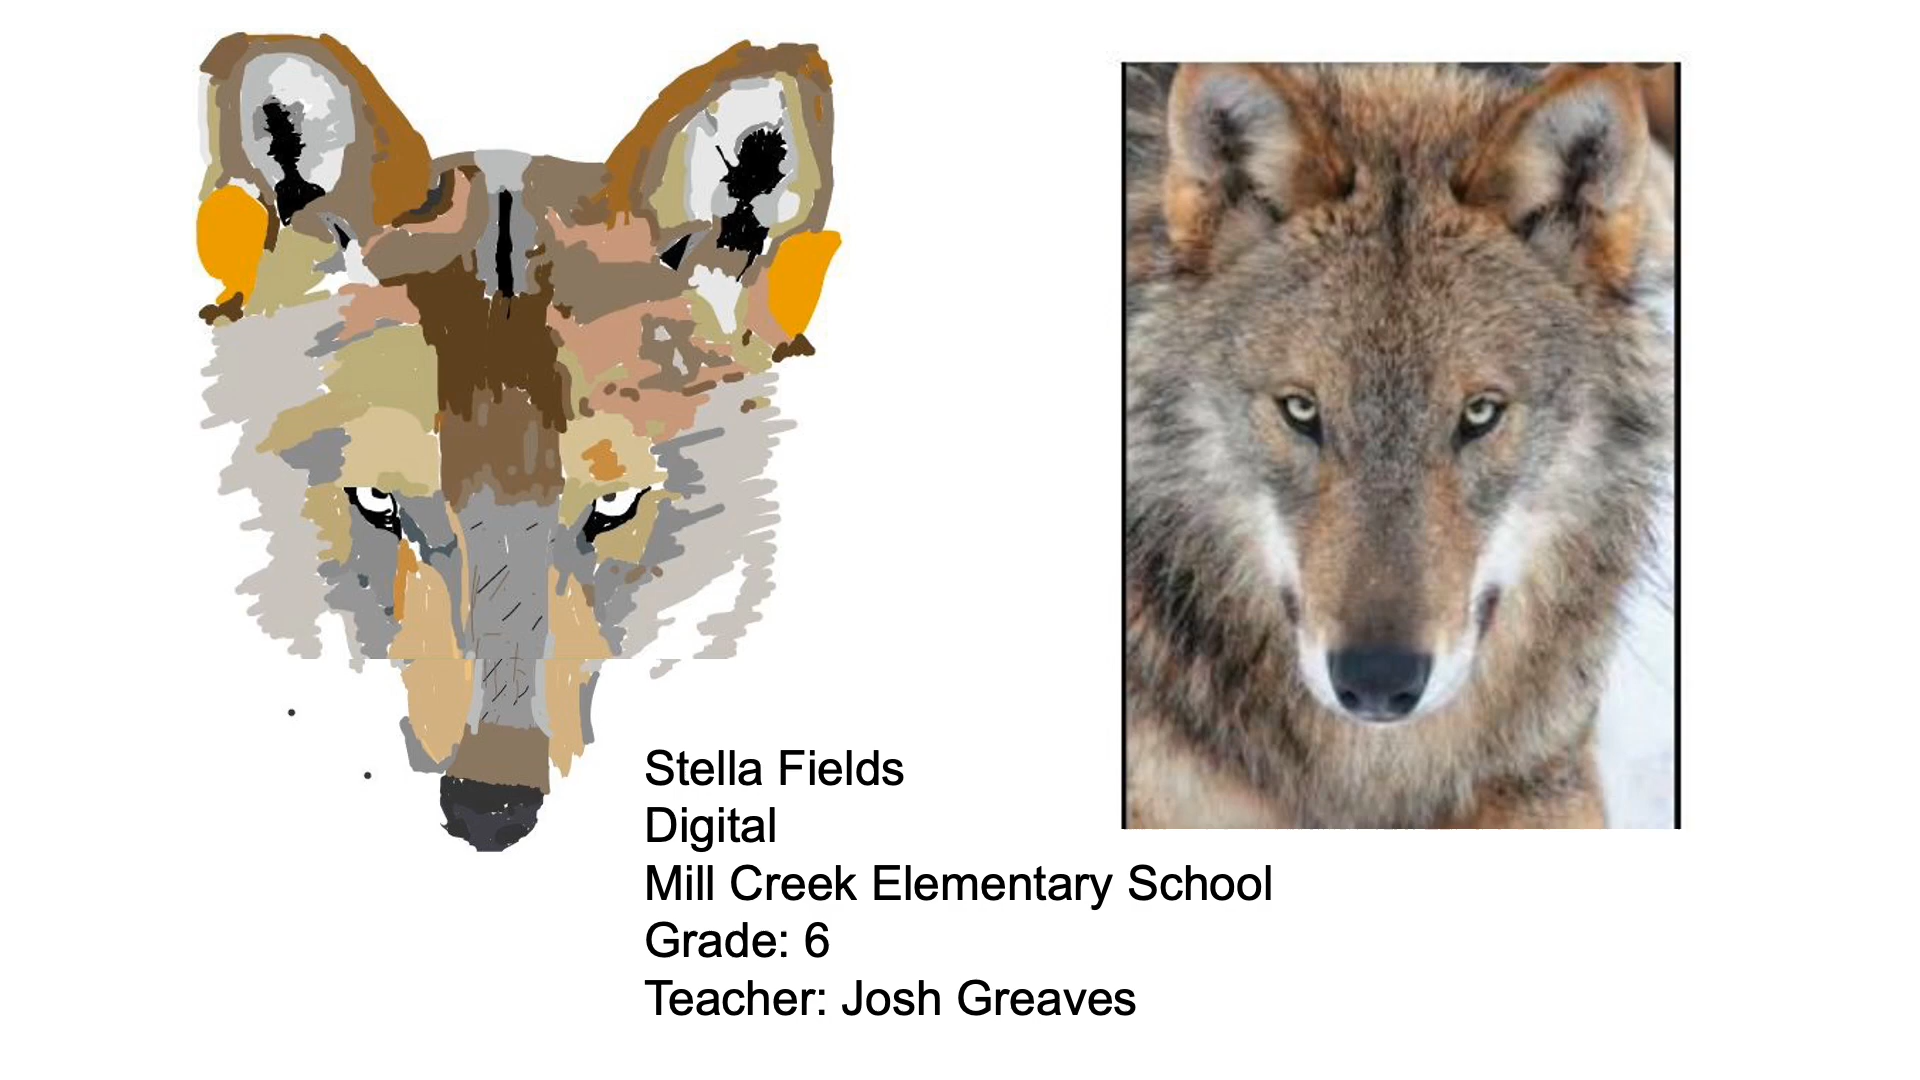 Stella Fields
Digital
Mill Creek Elementary School
Grade: 6
Teacher: Josh Greaves